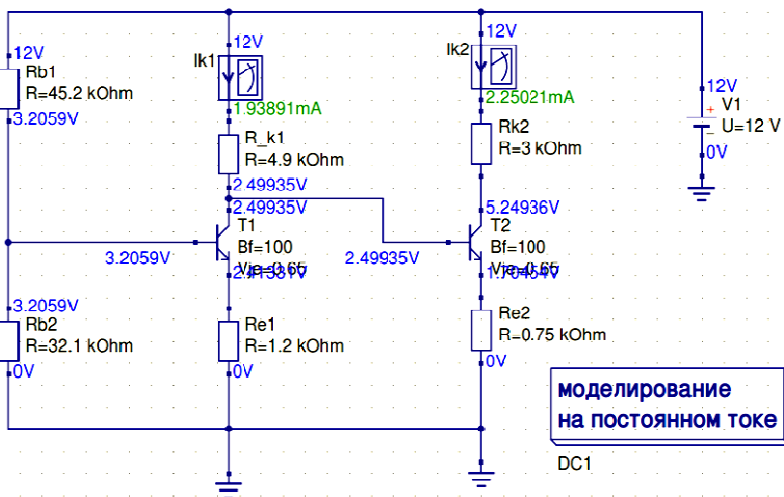 12V
12V
12V
Ik1
Ik2
Rb1
R=45.2 kOhm
3.2059V
1.93891mA
2.25021mA
12V
V1
U=12 V
0V
R_k1
R=4.9 kOhm
Rk2
R=3 kOhm
2.49935V
2.49935V
5.24936V
T1
Bf=100
T2
Bf=100
3.2059V
2.49935V
3.2059V
Rb2
R=32.1 kOhm
0V
Re1
R=1.2 kOhm
0V
Re2
R=0.75 kOhm
0V
моделирование
на постоянном токе
DC1